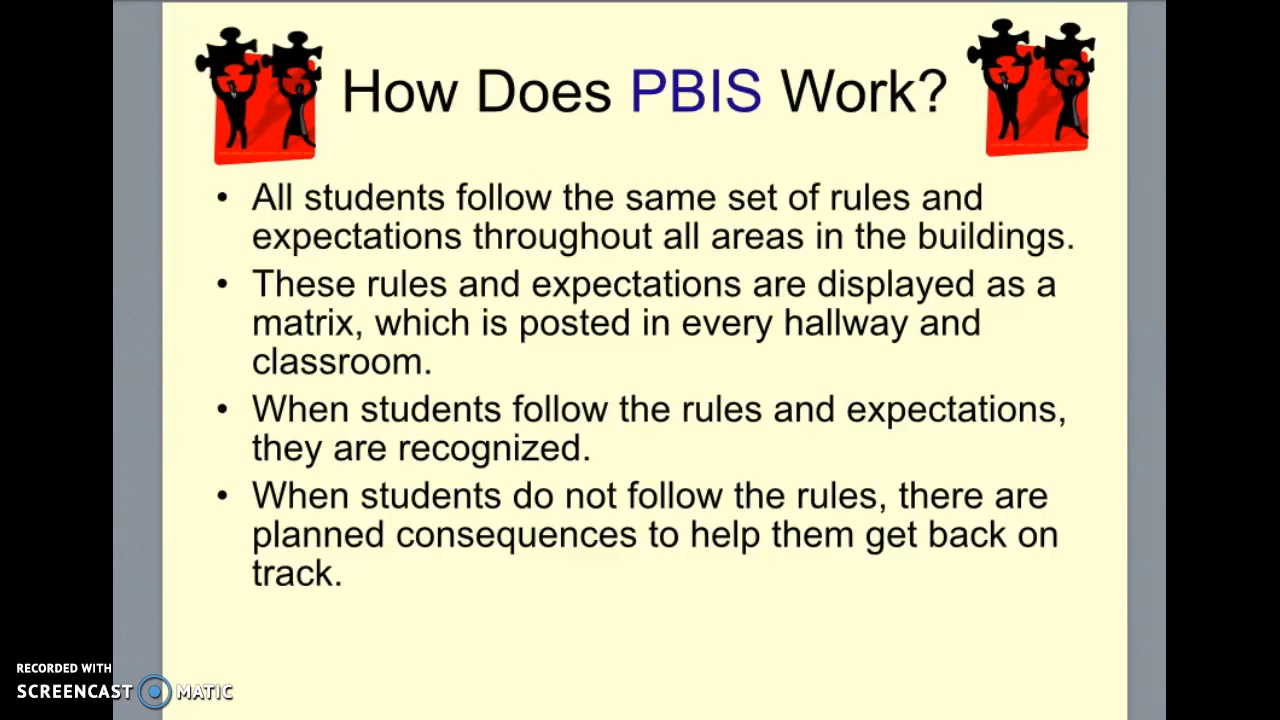 How Does PBIS Work?
• All students follow the same set of rules and
expectations throughout all areas in the buildings.
• These rules and expectations are displayed as a
matrix, which is posted in every hallway and
classroom.
• When students follow the rules and expectations,
they are recognized.
• When students do not follow the rules, there are
planned consequences to help them get back on
track.
RECORDED WITH
SCREENCAST MATIC